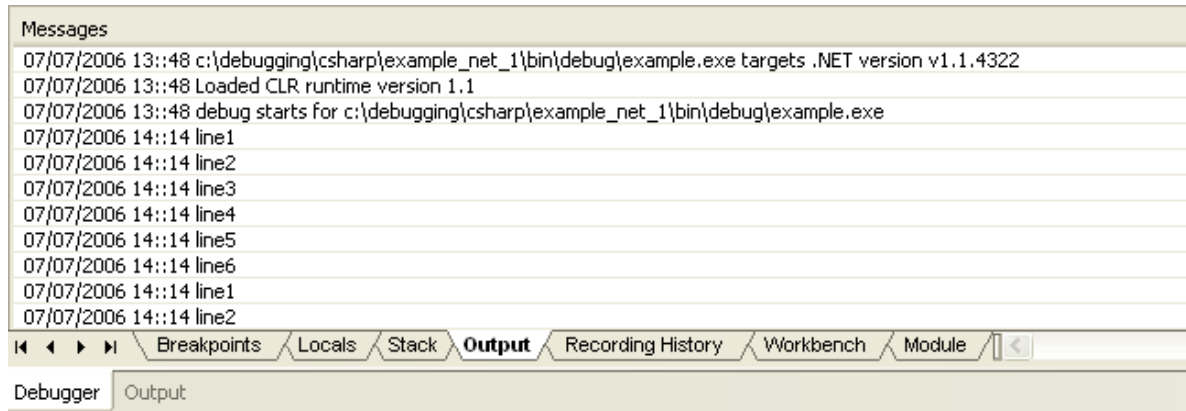 Messages
07/07/2006 13::48 c:\debugging\csharp\example_net_1\bin\debug\example.exe targets .NET version v1.1.4322
07/07/2006 13::48 Loaded CLR runtime version 1.1
07/07/2006 13::48 debug starts for c:\debugging\csharp\example_net_1\bin\debug\example.exe
07/07/2006 14::14 line1
07/07/2006 14::14 line2
07/07/2006 14::14 line3
07/07/2006 14::14 line4
07/07/2006 14::14 line5
07/07/2006 14::14 line6
07/07/2006 14::14 line1
07/07/2006 14::14 line2
Breakpoints Locals Stack Output Recording History Workbench Module
Debugger Output